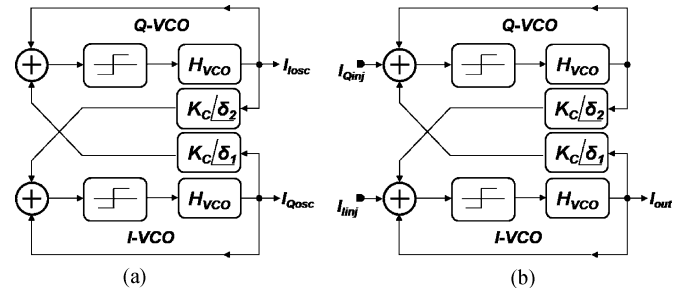 Q-VCO
H_VCO
I_Iosc
K_C/δ_2
K_C/δ_1
H_VCO
I_Qosc
I-VCO
(a)
Q-VCO
I_Qinj
H_VCO
K_C/δ_2
K_C/δ_1
I_Iinj
H_VCO
I_out
I-VCO
(b)